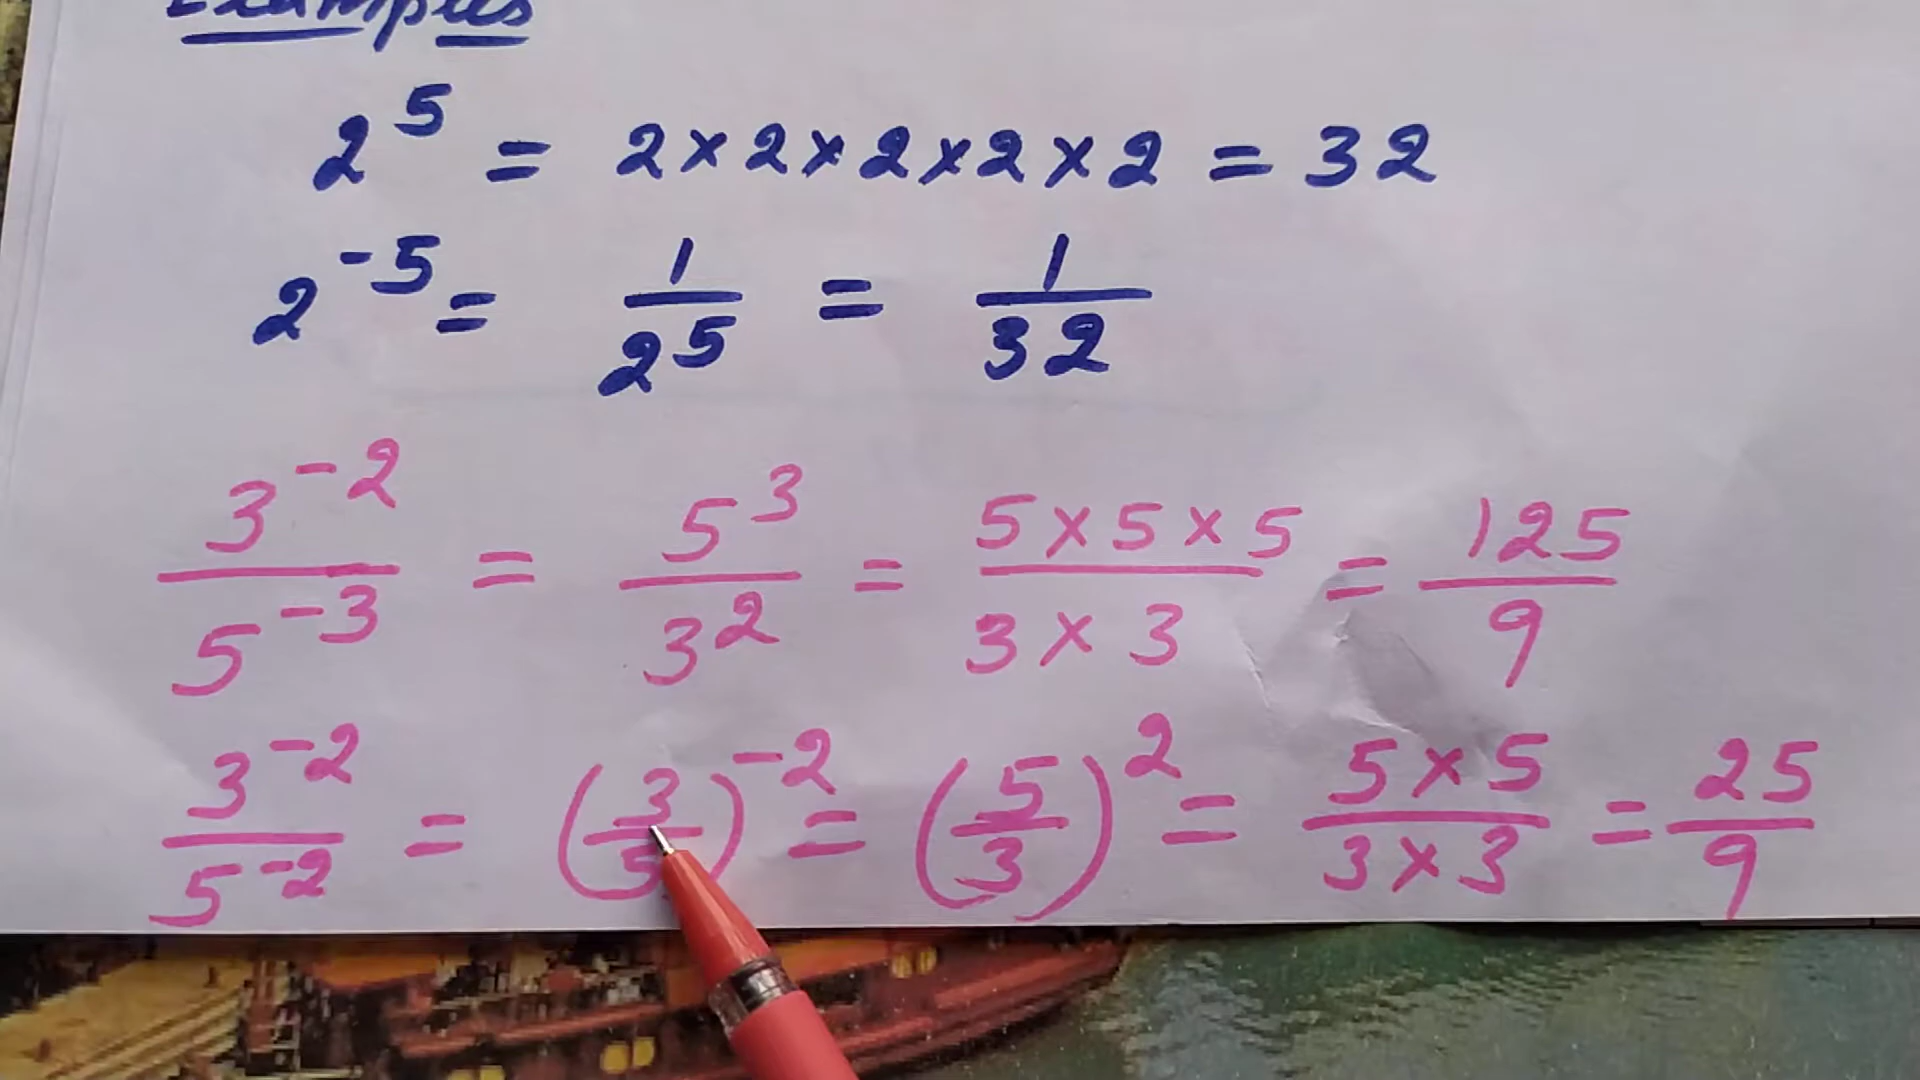 Examples
2^5 = 2×2×2×2×2 = 32
2^-5 = 1/2^5 = 1/32
3^-2/5^-3 = 5^3/3^2 = 5×5×5/3×3 = 125/9
3^-2/5^-2 = (3/5)^-2 = (5/3)^2 = 5×5/3×3 = 25/9